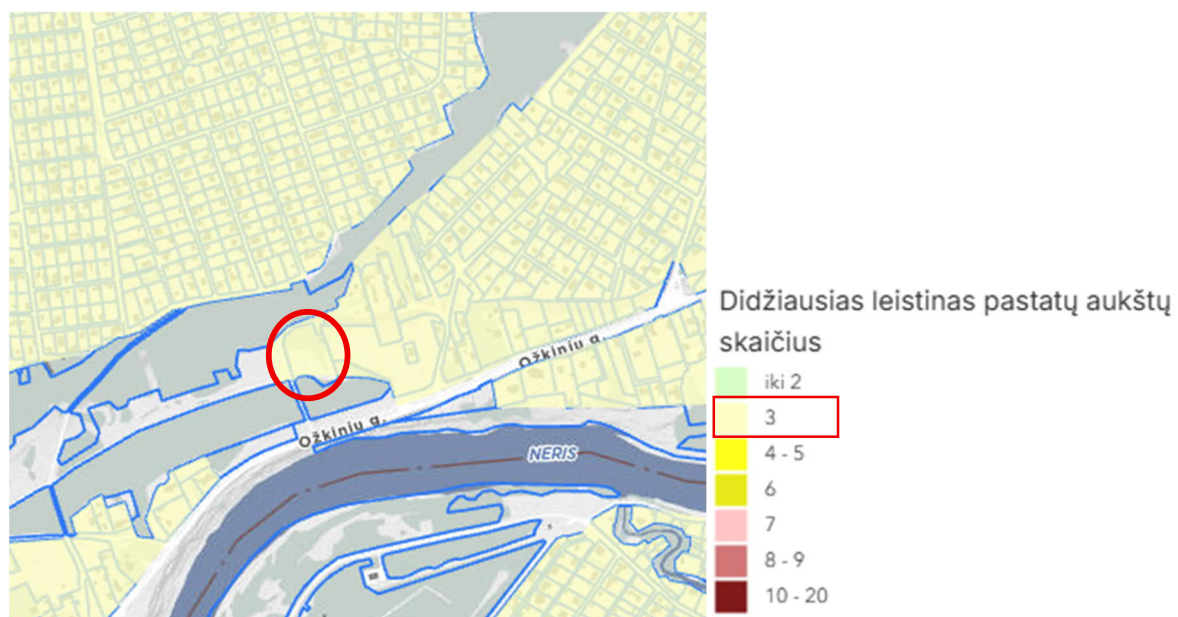 Ožkinių g.
Ožkinių g.
NERIS
Didžiausias leistinas pastatų aukštų
skaičius
iki 2
3
4 - 5
6
7
8 - 9
10 - 20